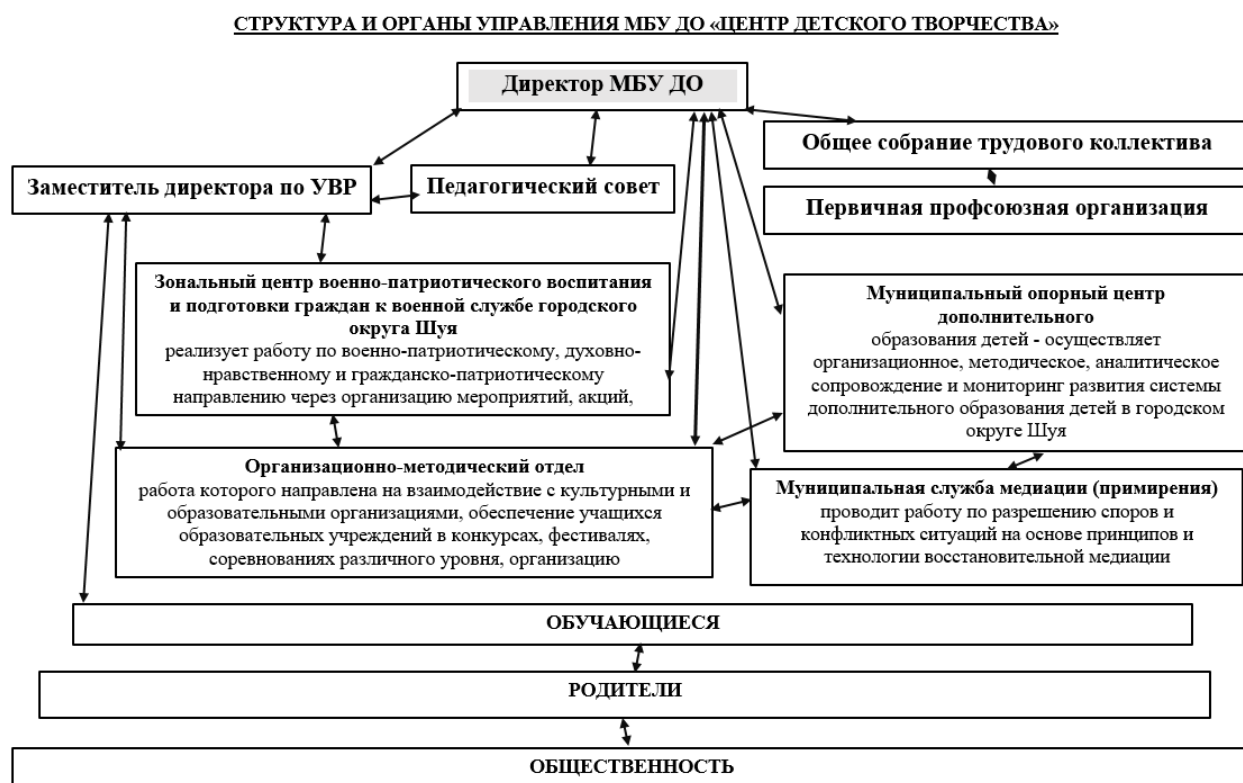 СТРУКТУРА И ОРГАНЫ УПРАВЛЕНИЯ МБУ ДО «ЦЕНТР ДЕТСКОГО ТВОРЧЕСТВА»
Директор МБУ ДО
Общее собрание трудового коллектива
Заместитель директора по УВР
Педагогический совет
Первичная профсоюзная организация
Зональный центр военно-патриотического воспитания
и подготовки граждан к военной службе городского
округа Шуя
реализует работу по военно-патриотическому, духовно-
нравственному и гражданско-патриотическому
направлению через организацию мероприятий, акций,
Муниципальный опорный центр
дополнительного
образования детей - осуществляет
организационное, методическое, аналитическое
сопровождение и мониторинг развития системы
дополнительного образования детей в городском
округе Шуя
Организационно-методический отдел
работа которого направлена на взаимодействие с культурными и
образовательными организациями, обеспечение учащихся
образовательных учреждений в конкурсах, фестивалях,
соревнованиях различного уровня, организацию
Муниципальная служба медиации (примирения)
проводит работу по разрешению споров и
конфликтных ситуаций на основе принципов и
технологии восстановительной медиации
ОБУЧАЮЩИЕСЯ
РОДИТЕЛИ
ОБЩЕСТВЕННОСТЬ